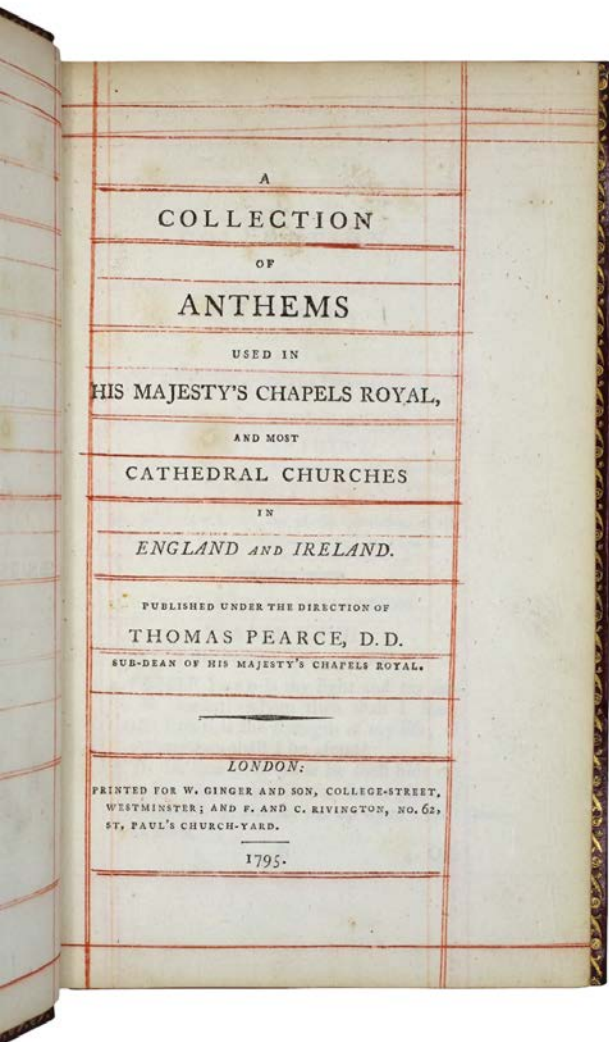 A
COLLECTION
OF
ANTHEMS
USED IN
HIS MAJESTY'S CHAPELS ROYAL,
AND MOST
CATHEDRAL CHURCHES
IN
ENGLAND AND IRELAND.
PUBLISHED UNDER THE DIRECTION OF
THOMAS PEARCE, D.D.
SUB-DEAN OF HIS MAJESTY'S CHAPELS ROYAL.
LONDON:
PRINTED FOR W. GINGER AND SON, COLLEGE-STREET,
WESTMINSTER; AND F. AND C. RIVINGTON, NO. 62,
ST. PAUL'S CHURCH-YARD.
1795.